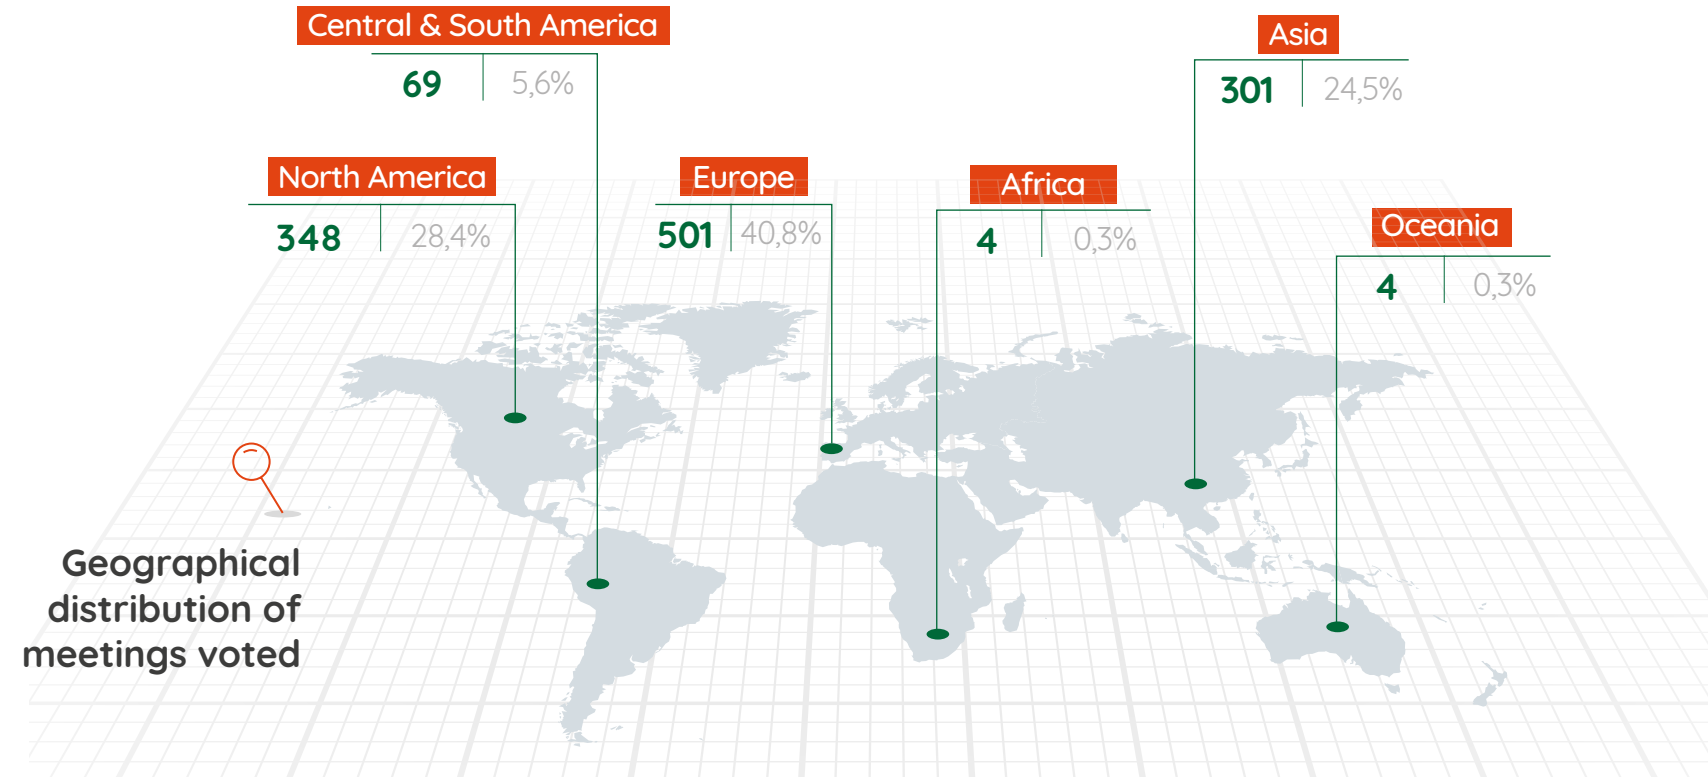 Central & South America
69 5,6%
Asia
301 24,5%
North America
348 28,4%
Europe
501 40,8%
Africa
4 0,3%
Oceania
4 0,3%
Geographical
distribution of
meetings voted